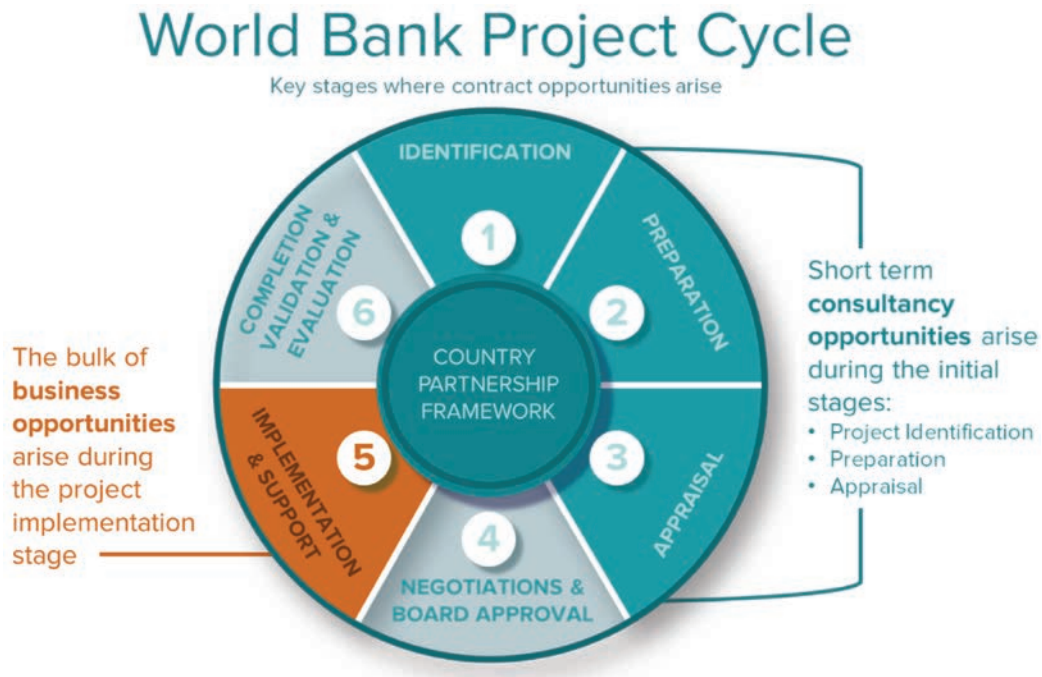 World Bank Project Cycle
Key stages where contract opportunities arise
IDENTIFICATION
1
PREPARATION
2
APPRAISAL
3
NEGOTIATIONS &
BOARD APPROVAL
4
IMPLEMENTATION
& SUPPORT
5
COMPLETION
VALIDATION &
EVALUATION
6
COUNTRY
PARTNERSHIP
FRAMEWORK
Short term
consultancy
opportunities arise
during the initial
stages:
• Project Identification
• Preparation
• Appraisal
The bulk of
business
opportunities
arise during
the project
implementation
stage